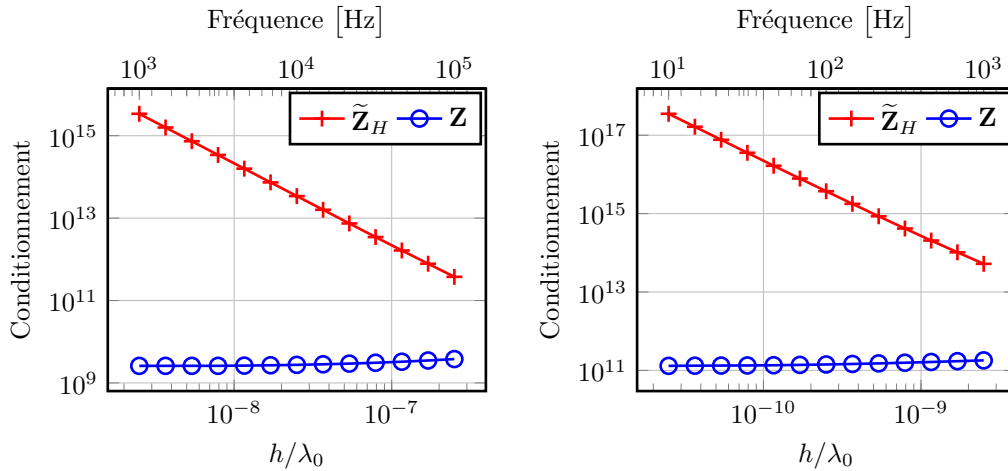 Fréquence [Hz]
10³ 10⁴ 10⁵
Conditionnement
10¹⁵
10¹³
10¹¹
10⁹
Z̃_H Z
10⁻⁸ 10⁻⁷
h/λ₀
Fréquence [Hz]
10¹ 10² 10³
Conditionnement
10¹⁷
10¹⁵
10¹³
10¹¹
Z̃_H Z
10⁻¹⁰ 10⁻⁹
h/λ₀